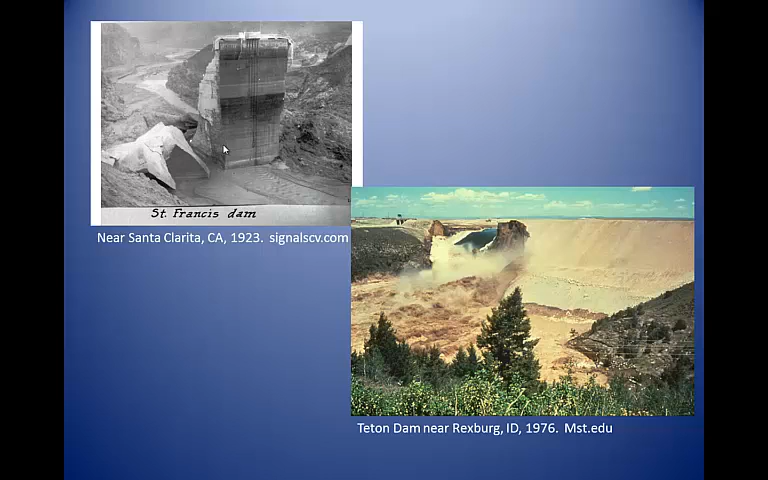 St. Francis dam
Near Santa Clarita, CA, 1923. signalscv.com
Teton Dam near Rexburg, ID, 1976. Mst.edu